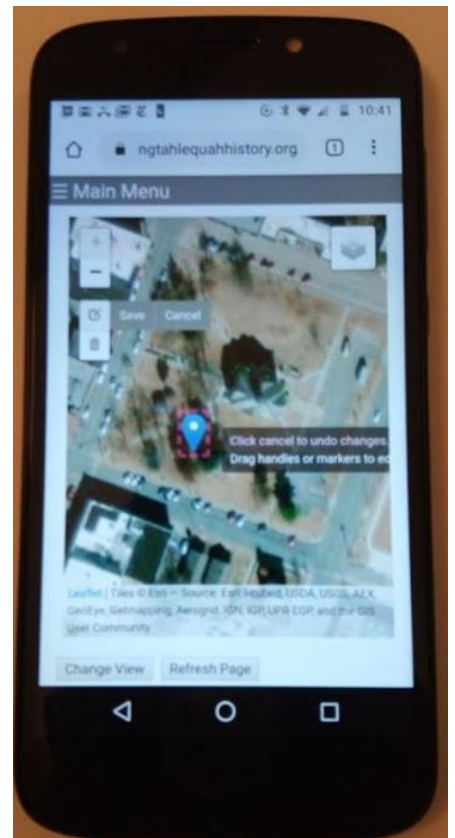 10:41
ngtahlequahhistory.org
1
Main Menu
+
−
Save Cancel
Click cancel to undo changes.
Drag handles or markers to ed
Leaflet | Tiles © Esri — Source: Esri, i-cubed, USDA, USGS, AEX,
GeoEye, Getmapping, Aerogrid, IGN, IGP, UPR-EGP, and the GIS
User Community
Change View Refresh Page